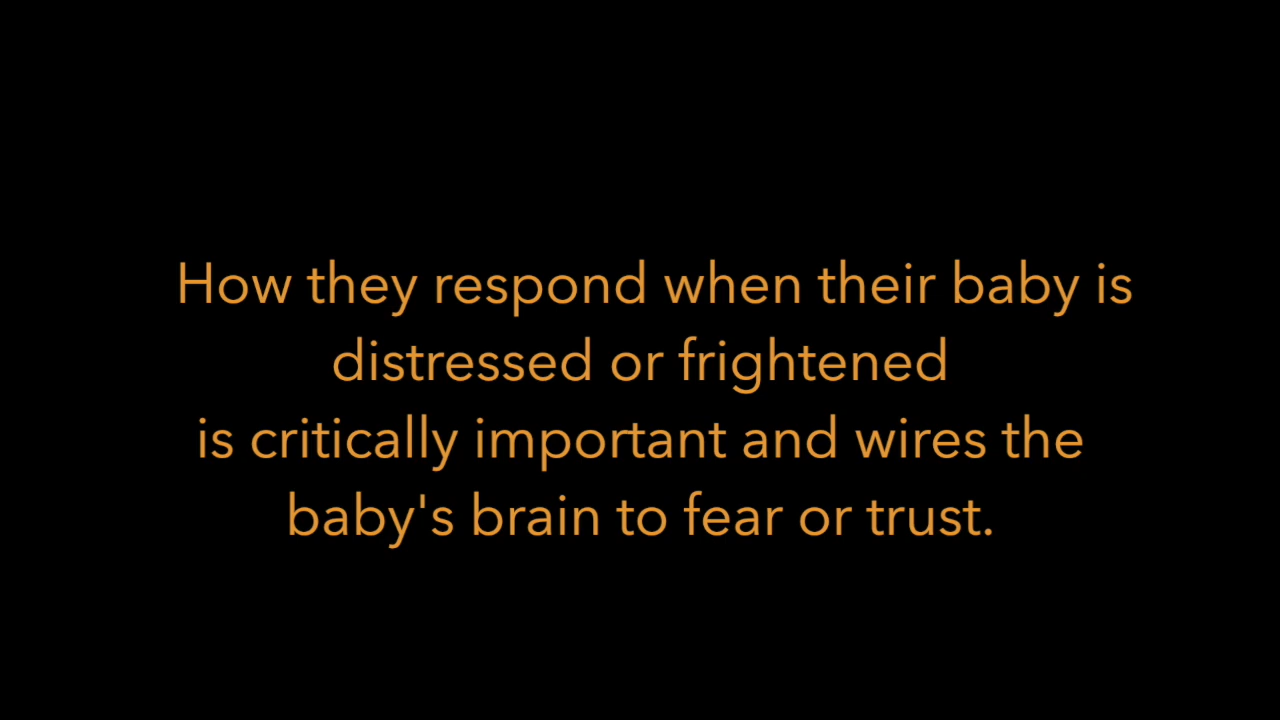 How they respond when their baby is
distressed or frightened
is critically important and wires the
baby's brain to fear or trust.